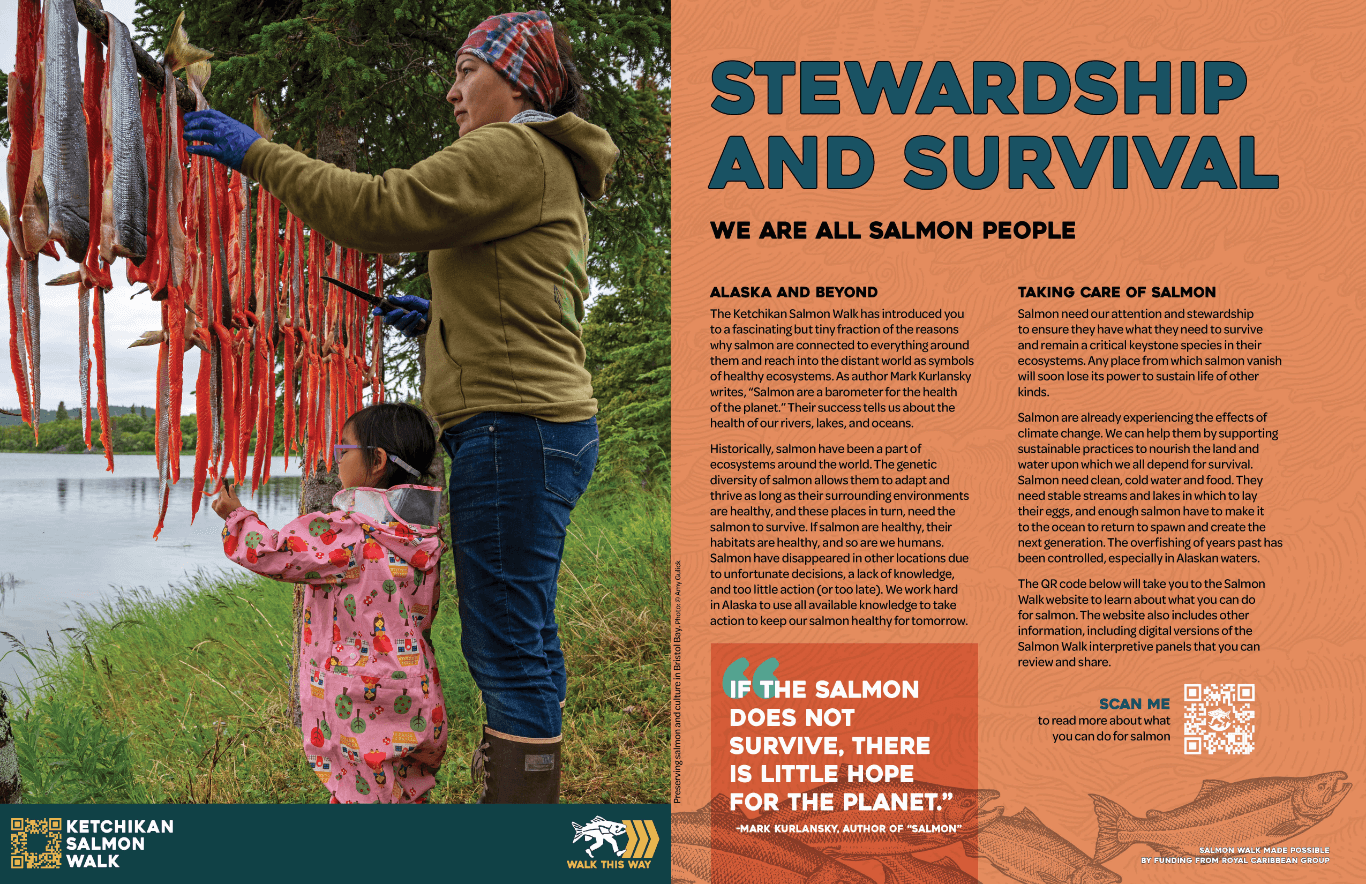 STEWARDSHIP
AND SURVIVAL
WE ARE ALL SALMON PEOPLE
ALASKA AND BEYOND
The Ketchikan Salmon Walk has introduced you
to a fascinating but tiny fraction of the reasons
why salmon are connected to everything around
them and reach into the distant world as symbols
of healthy ecosystems. As author Mark Kurlansky
writes, “Salmon are a barometer for the health
of the planet.” Their success tells us about the
health of our rivers, lakes, and oceans.
Historically, salmon have been a part of
ecosystems around the world. The genetic
diversity of salmon allows them to adapt and
thrive as long as their surrounding environments
are healthy, and these places in turn, need the
salmon to survive. If salmon are healthy, their
habitats are healthy, and so are we humans.
Salmon have disappeared in other locations due
to unfortunate decisions, a lack of knowledge,
and too little action (or too late). We work hard
in Alaska to use all available knowledge to take
action to keep our salmon healthy for tomorrow.
“IF THE SALMON
DOES NOT
SURVIVE, THERE
IS LITTLE HOPE
FOR THE PLANET.”
-MARK KURLANSKY, AUTHOR OF “SALMON”
TAKING CARE OF SALMON
Salmon need our attention and stewardship
to ensure they have what they need to survive
and remain a critical keystone species in their
ecosystems. Any place from which salmon vanish
will soon lose its power to sustain life of other
kinds.
Salmon are already experiencing the effects of
climate change. We can help them by supporting
sustainable practices to nourish the land and
water upon which we all depend for survival.
Salmon need clean, cold water and food. They
need stable streams and lakes in which to lay
their eggs, and enough salmon have to make it
to the ocean to return to spawn and create the
next generation. The overfishing of years past has
been controlled, especially in Alaskan waters.
The QR code below will take you to the Salmon
Walk website to learn about what you can do
for salmon. The website also includes other
information, including digital versions of the
Salmon Walk interpretive panels that you can
review and share.
SCAN ME
to read more about what
you can do for salmon
SALMON WALK MADE POSSIBLE
BY FUNDING FROM ROYAL CARIBBEAN GROUP
Preserving salmon and culture in Bristol Bay. Photo: © Amy Gulick
KETCHIKAN
SALMON
WALK
WALK THIS WAY